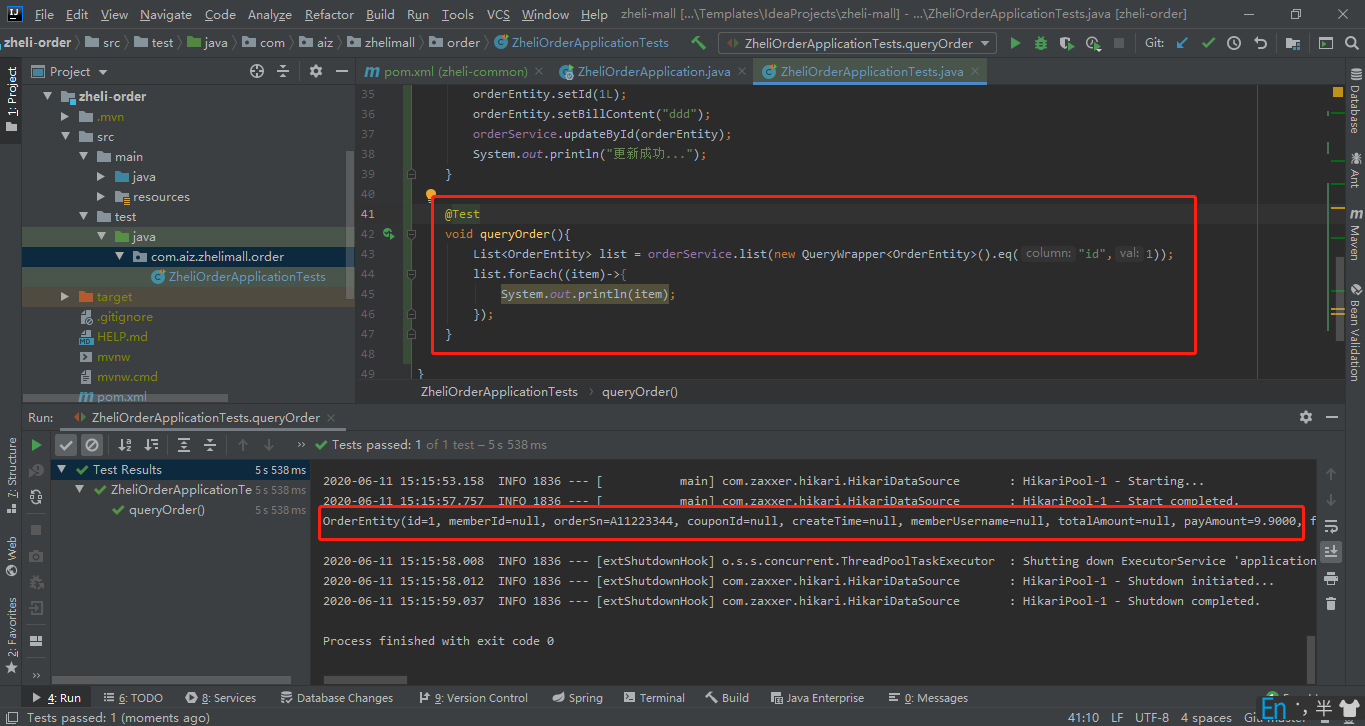 File Edit View Navigate Code Analyze Refactor Build Run Tools VCS Window Help zheli-mall [...\Templates\IdeaProjects\zheli-mall] - ...\ZheliOrderApplicationTests.java [zheli-order]
zheli-order src test java com aiz zhelimall order ZheliOrderApplicationTests ZheliOrderApplicationTests.queryOrder Git:
Project pom.xml (zheli-common) ZheliOrderApplication.java ZheliOrderApplicationTests.java
1: Project
zheli-order
.mvn
src
main
java
resources
test
java
com.aiz.zhelimall.order
ZheliOrderApplicationTests
target
.gitignore
HELP.md
mvnw
mvnw.cmd
pom.xml
35 orderEntity.setId(1L);
36 orderEntity.setBillContent("ddd");
37 orderService.updateById(orderEntity);
38 System.out.println("更新成功...");
39 }
40
41 @Test
42 void queryOrder(){
43 List<OrderEntity> list = orderService.list(new QueryWrapper<OrderEntity>().eq( column: "id", val: 1));
44 list.forEach((item)->{
45 System.out.println(item);
46 });
47 }
48
49 }
ZheliOrderApplicationTests › queryOrder()
Database
Ant
Maven
Bean Validation
Run: ZheliOrderApplicationTests.queryOrder
Tests passed: 1 of 1 test – 5 s 538 ms
Test Results 5 s 538 ms
ZheliOrderApplicationTe 5 s 538 ms
queryOrder() 5 s 538 ms
2020-06-11 15:15:53.158 INFO 1836 --- [ main] com.zaxxer.hikari.HikariDataSource : HikariPool-1 - Starting...
2020-06-11 15:15:57.757 INFO 1836 --- [ main] com.zaxxer.hikari.HikariDataSource : HikariPool-1 - Start completed.
OrderEntity(id=1, memberId=null, orderSn=A11223344, couponId=null, createTime=null, memberUsername=null, totalAmount=null, payAmount=9.9000, f
2020-06-11 15:15:58.008 INFO 1836 --- [extShutdownHook] o.s.s.concurrent.ThreadPoolTaskExecutor : Shutting down ExecutorService 'application
2020-06-11 15:15:58.012 INFO 1836 --- [extShutdownHook] com.zaxxer.hikari.HikariDataSource : HikariPool-1 - Shutdown initiated...
2020-06-11 15:15:59.037 INFO 1836 --- [extShutdownHook] com.zaxxer.hikari.HikariDataSource : HikariPool-1 - Shutdown completed.
Process finished with exit code 0
7: Structure
Web
2: Favorites
4: Run 6: TODO 8: Services Database Changes 9: Version Control Spring Terminal Build Java Enterprise 0: Messages
Tests passed: 1 (moments ago) 41:10 LF UTF-8 4 spaces
En 半